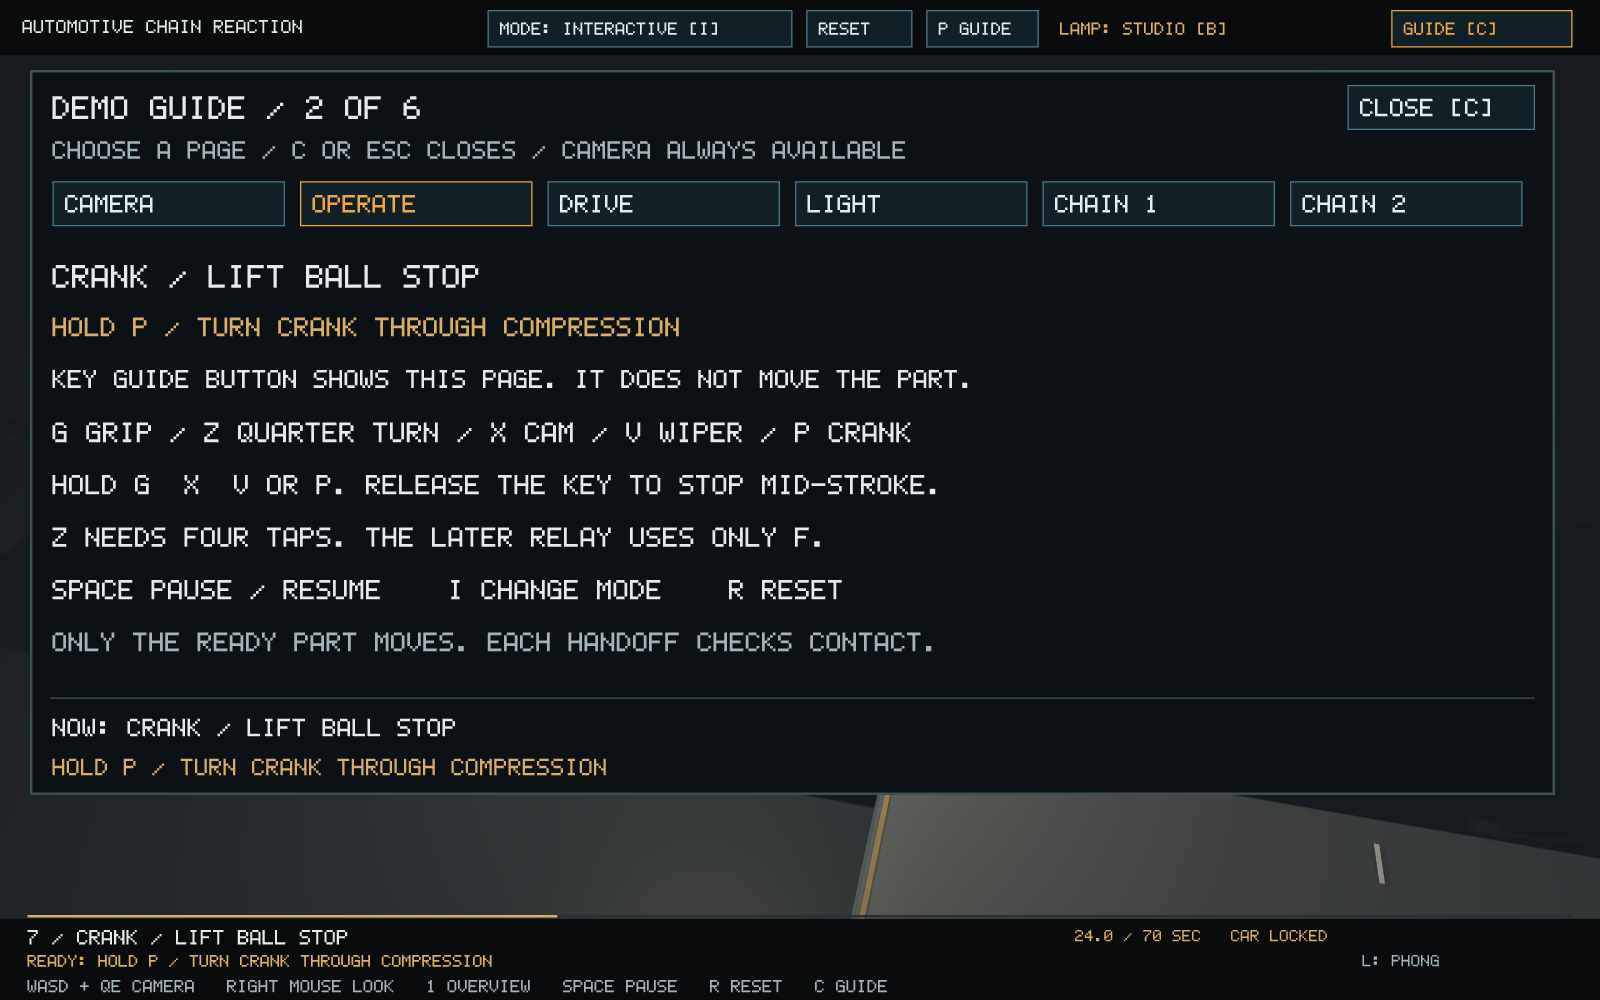 AUTOMOTIVE CHAIN REACTION
MODE: INTERACTIVE [I]
RESET
P GUIDE
LAMP: STUDIO [B]
GUIDE [C]
DEMO GUIDE / 2 OF 6
CLOSE [C]
CHOOSE A PAGE / C OR ESC CLOSES / CAMERA ALWAYS AVAILABLE
CAMERA
OPERATE
DRIVE
LIGHT
CHAIN 1
CHAIN 2
CRANK / LIFT BALL STOP
HOLD P / TURN CRANK THROUGH COMPRESSION
KEY GUIDE BUTTON SHOWS THIS PAGE. IT DOES NOT MOVE THE PART.
G GRIP / Z QUARTER TURN / X CAM / V WIPER / P CRANK
HOLD G  X  V OR P. RELEASE THE KEY TO STOP MID-STROKE.
Z NEEDS FOUR TAPS. THE LATER RELAY USES ONLY F.
SPACE PAUSE / RESUME    I CHANGE MODE    R RESET
ONLY THE READY PART MOVES. EACH HANDOFF CHECKS CONTACT.
NOW: CRANK / LIFT BALL STOP
HOLD P / TURN CRANK THROUGH COMPRESSION
7 / CRANK / LIFT BALL STOP
24.0 / 70 SEC
CAR LOCKED
READY: HOLD P / TURN CRANK THROUGH COMPRESSION
L: PHONG
WASD + QE CAMERA    RIGHT MOUSE LOOK    1 OVERVIEW    SPACE PAUSE    R RESET    C GUIDE